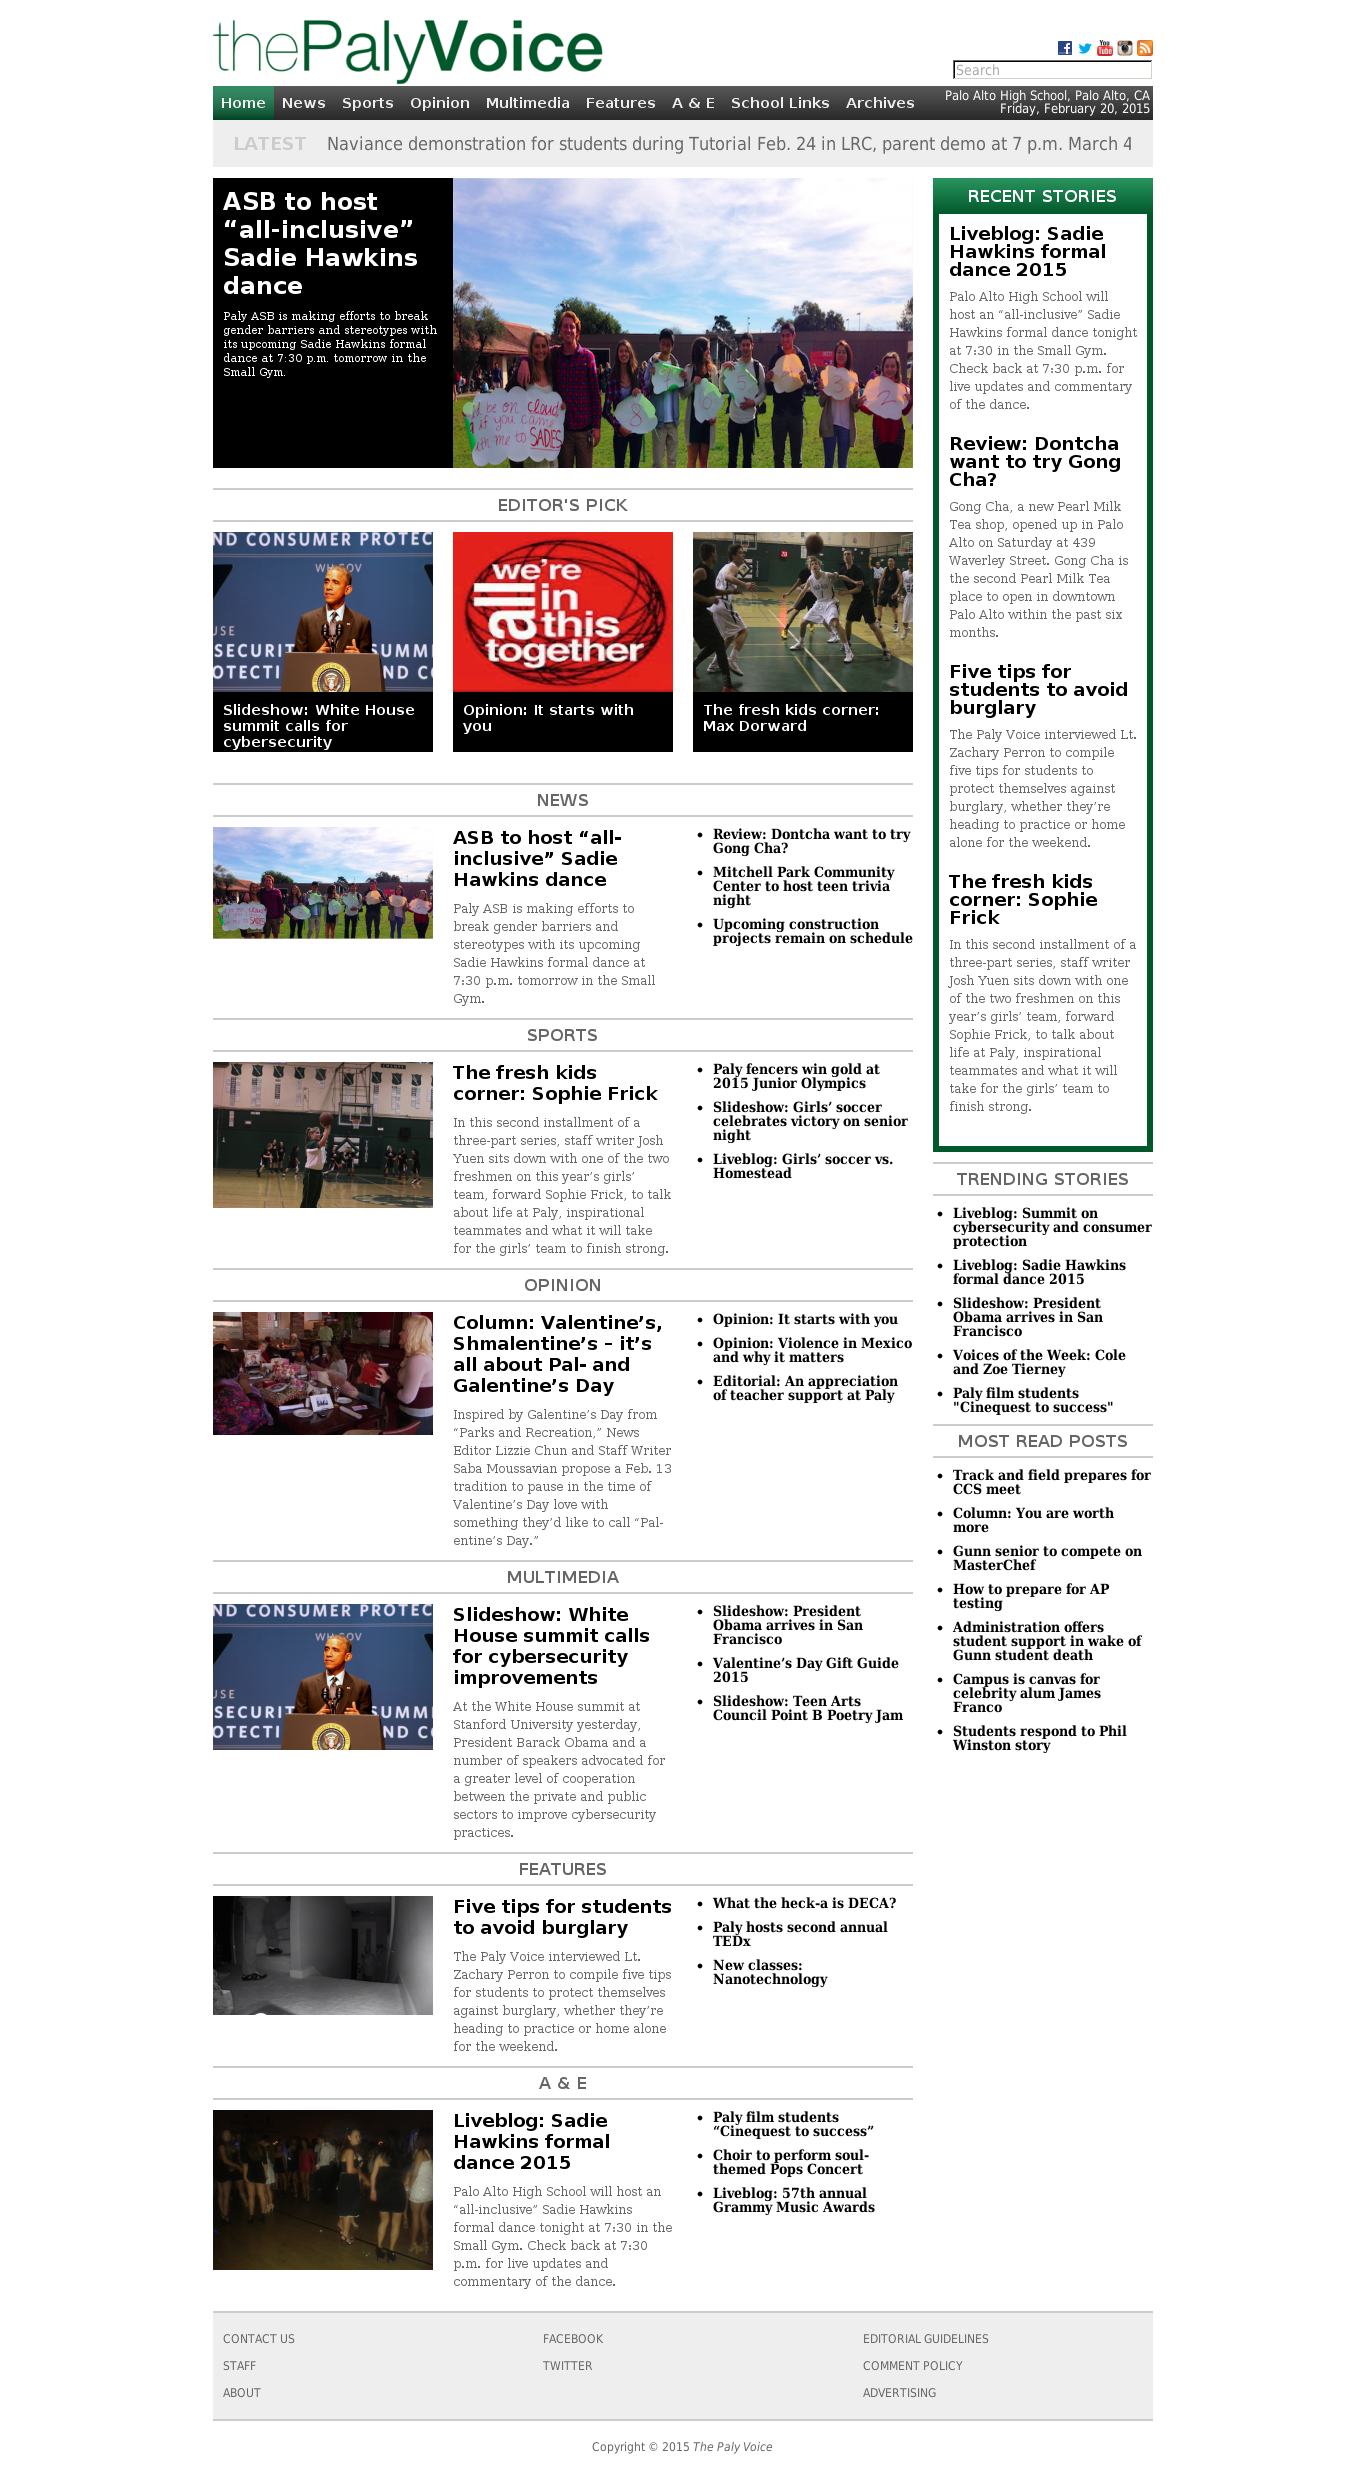 thePalyVoice
Search
Home News Sports Opinion Multimedia Features A & E School Links Archives
Palo Alto High School, Palo Alto, CA
Friday, February 20, 2015
LATEST Naviance demonstration for students during Tutorial Feb. 24 in LRC, parent demo at 7 p.m. March 4
ASB to host
“all-inclusive”
Sadie Hawkins
dance
Paly ASB is making efforts to break
gender barriers and stereotypes with
its upcoming Sadie Hawkins formal
dance at 7:30 p.m. tomorrow in the
Small Gym.
be on cloud
if you came
with me to SADIES
EDITOR'S PICK
ND CONSUMER PROTEC
WH.GOV
USE
SECURIT
SUMM
OTECTI
ND CO
Slideshow: White House
summit calls for
cybersecurity
we're
in
all this
together
Opinion: It starts with
you
The fresh kids corner:
Max Dorward
NEWS
ASB to host “all-
inclusive” Sadie
Hawkins dance
Paly ASB is making efforts to
break gender barriers and
stereotypes with its upcoming
Sadie Hawkins formal dance at
7:30 p.m. tomorrow in the Small
Gym.
• Review: Dontcha want to try
Gong Cha?
• Mitchell Park Community
Center to host teen trivia
night
• Upcoming construction
projects remain on schedule
SPORTS
The fresh kids
corner: Sophie Frick
In this second installment of a
three-part series, staff writer Josh
Yuen sits down with one of the two
freshmen on this year’s girls’
team, forward Sophie Frick, to talk
about life at Paly, inspirational
teammates and what it will take
for the girls’ team to finish strong.
• Paly fencers win gold at
2015 Junior Olympics
• Slideshow: Girls’ soccer
celebrates victory on senior
night
• Liveblog: Girls’ soccer vs.
Homestead
OPINION
Column: Valentine’s,
Shmalentine’s – it’s
all about Pal- and
Galentine’s Day
Inspired by Galentine’s Day from
“Parks and Recreation,” News
Editor Lizzie Chun and Staff Writer
Saba Moussavian propose a Feb. 13
tradition to pause in the time of
Valentine’s Day love with
something they’d like to call “Pal-
entine’s Day.”
• Opinion: It starts with you
• Opinion: Violence in Mexico
and why it matters
• Editorial: An appreciation
of teacher support at Paly
MULTIMEDIA
ND CONSUMER PROTEC
WH.GOV
USE
SECURIT
SUMM
OTECTI
ND CO
Slideshow: White
House summit calls
for cybersecurity
improvements
At the White House summit at
Stanford University yesterday,
President Barack Obama and a
number of speakers advocated for
a greater level of cooperation
between the private and public
sectors to improve cybersecurity
practices.
• Slideshow: President
Obama arrives in San
Francisco
• Valentine’s Day Gift Guide
2015
• Slideshow: Teen Arts
Council Point B Poetry Jam
FEATURES
Five tips for students
to avoid burglary
The Paly Voice interviewed Lt.
Zachary Perron to compile five tips
for students to protect themselves
against burglary, whether they’re
heading to practice or home alone
for the weekend.
• What the heck-a is DECA?
• Paly hosts second annual
TEDx
• New classes:
Nanotechnology
A & E
Liveblog: Sadie
Hawkins formal
dance 2015
Palo Alto High School will host an
“all-inclusive” Sadie Hawkins
formal dance tonight at 7:30 in the
Small Gym. Check back at 7:30
p.m. for live updates and
commentary of the dance.
• Paly film students
“Cinequest to success”
• Choir to perform soul-
themed Pops Concert
• Liveblog: 57th annual
Grammy Music Awards
RECENT STORIES
Liveblog: Sadie
Hawkins formal
dance 2015
Palo Alto High School will
host an “all-inclusive” Sadie
Hawkins formal dance tonight
at 7:30 in the Small Gym.
Check back at 7:30 p.m. for
live updates and commentary
of the dance.
Review: Dontcha
want to try Gong
Cha?
Gong Cha, a new Pearl Milk
Tea shop, opened up in Palo
Alto on Saturday at 439
Waverley Street. Gong Cha is
the second Pearl Milk Tea
place to open in downtown
Palo Alto within the past six
months.
Five tips for
students to avoid
burglary
The Paly Voice interviewed Lt.
Zachary Perron to compile
five tips for students to
protect themselves against
burglary, whether they’re
heading to practice or home
alone for the weekend.
The fresh kids
corner: Sophie
Frick
In this second installment of a
three-part series, staff writer
Josh Yuen sits down with one
of the two freshmen on this
year’s girls’ team, forward
Sophie Frick, to talk about
life at Paly, inspirational
teammates and what it will
take for the girls’ team to
finish strong.
TRENDING STORIES
• Liveblog: Summit on
cybersecurity and consumer
protection
• Liveblog: Sadie Hawkins
formal dance 2015
• Slideshow: President
Obama arrives in San
Francisco
• Voices of the Week: Cole
and Zoe Tierney
• Paly film students
"Cinequest to success"
MOST READ POSTS
• Track and field prepares for
CCS meet
• Column: You are worth
more
• Gunn senior to compete on
MasterChef
• How to prepare for AP
testing
• Administration offers
student support in wake of
Gunn student death
• Campus is canvas for
celebrity alum James
Franco
• Students respond to Phil
Winston story
CONTACT US
STAFF
ABOUT
FACEBOOK
TWITTER
EDITORIAL GUIDELINES
COMMENT POLICY
ADVERTISING
Copyright © 2015 The Paly Voice